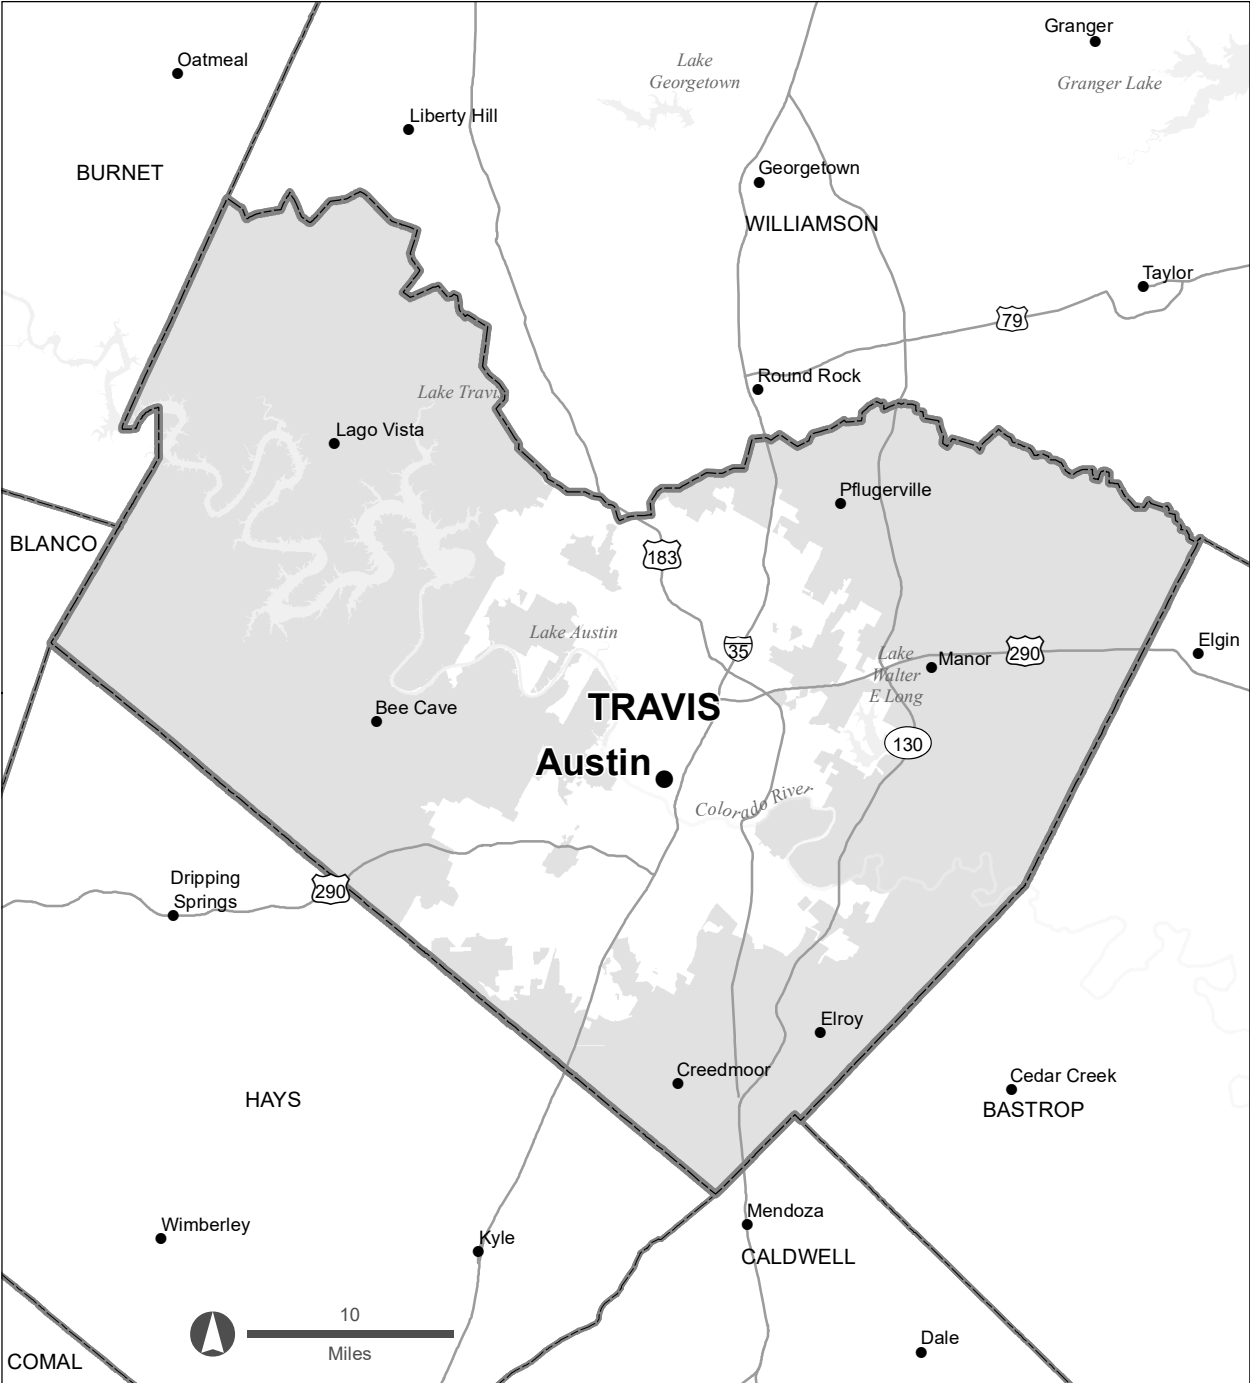 Granger
Oatmeal
Lake
Georgetown
Granger Lake
Liberty Hill
BURNET
Georgetown
WILLIAMSON
Taylor
79
Round Rock
Lake Travis
Lago Vista
Pflugerville
BLANCO
183
Lake Austin
35
Lake
Walter
E Long
Manor
290
Elgin
TRAVIS
Bee Cave
130
Austin
Colorado River
Dripping
Springs
290
Elroy
Creedmoor
Cedar Creek
BASTROP
HAYS
Wimberley
Kyle
Mendoza
CALDWELL
10
Miles
Dale
COMAL